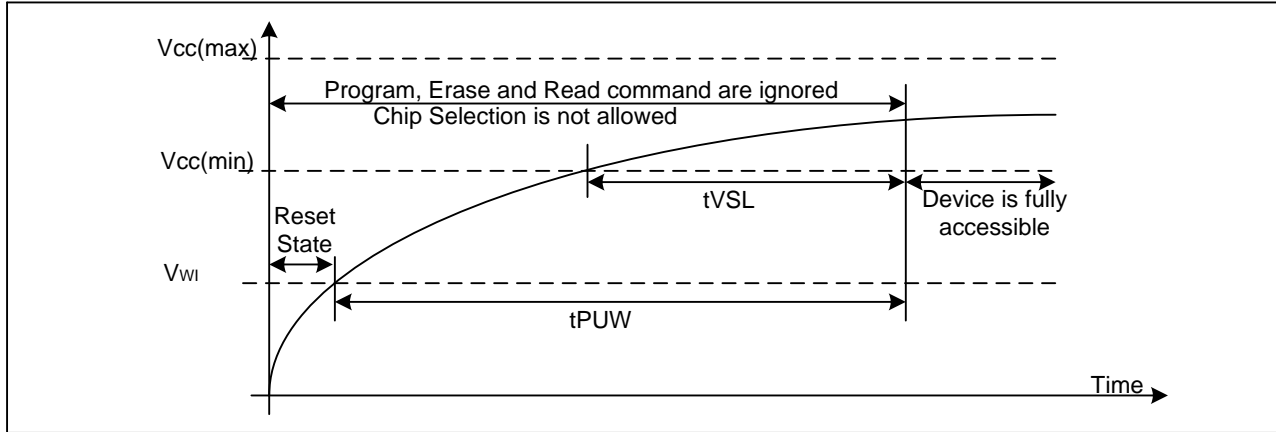 Vcc(max)
Program, Erase and Read command are ignored
Chip Selection is not allowed
Vcc(min)
tVSL
Device is fully
accessible
Reset
State
VWI
tPUW
Time